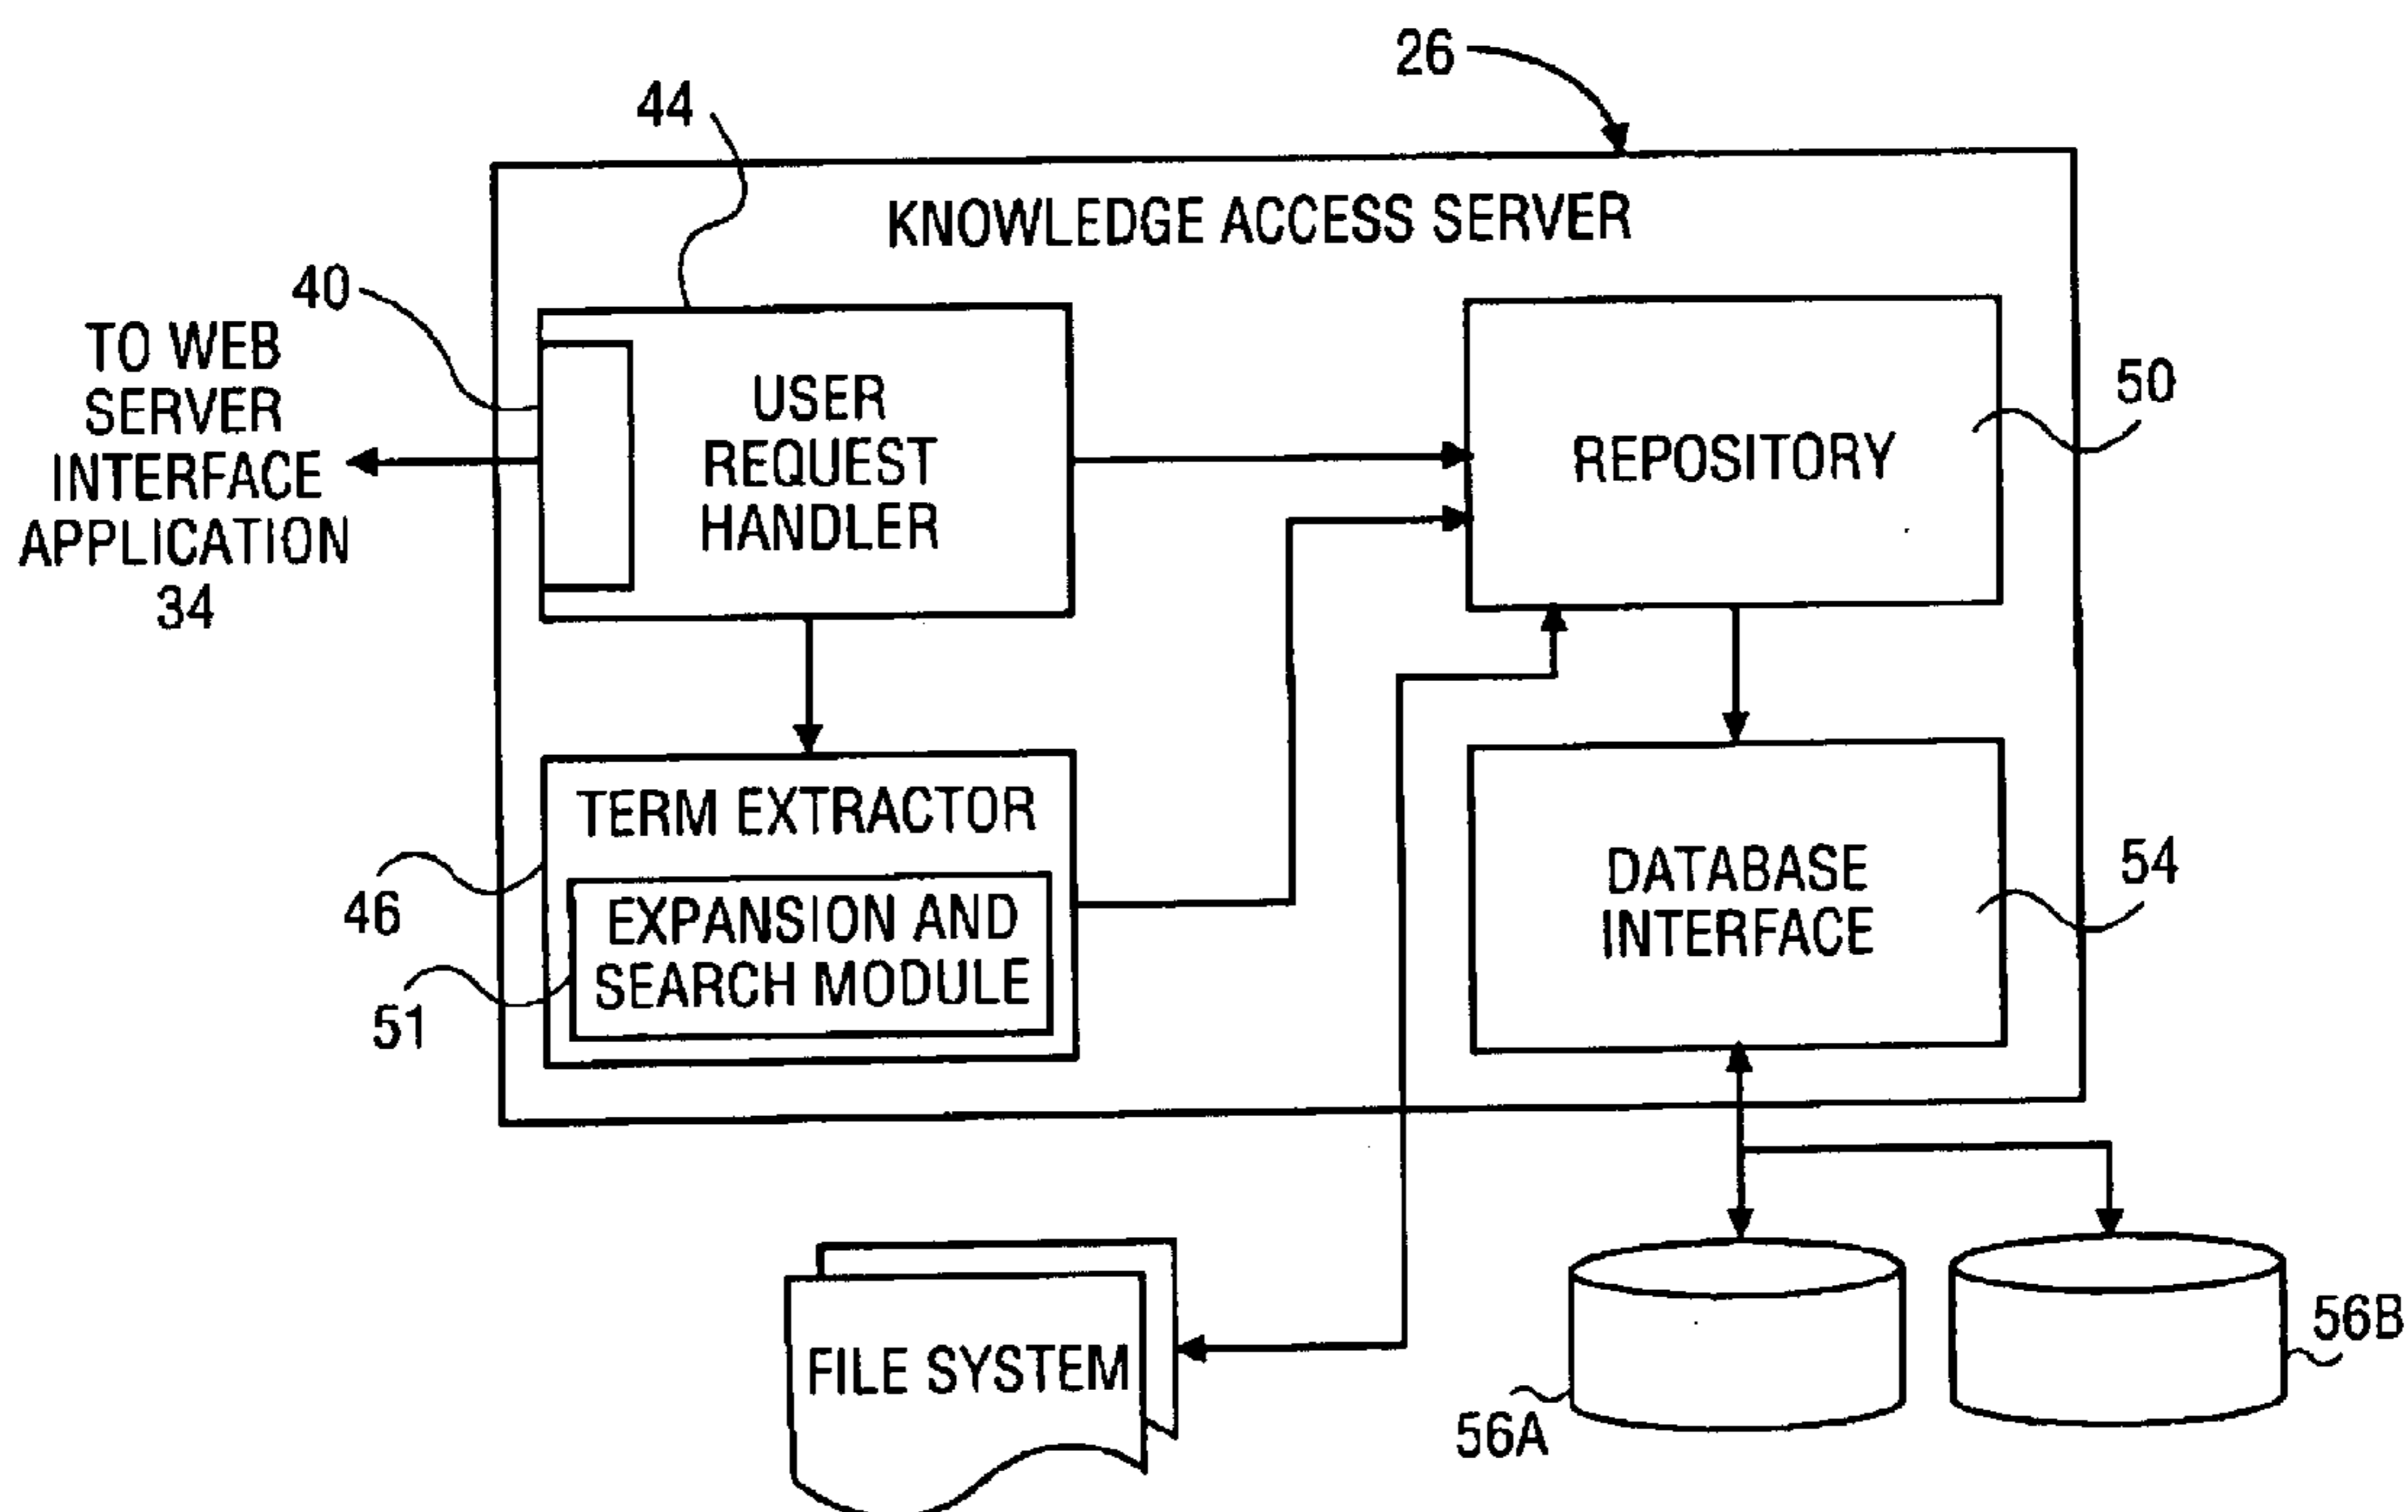 26
44
KNOWLEDGE ACCESS SERVER
40
TO WEB
SERVER
INTERFACE
APPLICATION
34
USER
REQUEST
HANDLER
REPOSITORY
50
TERM EXTRACTOR
46
EXPANSION AND
SEARCH MODULE
51
DATABASE
INTERFACE
54
FILE SYSTEM
56A
56B